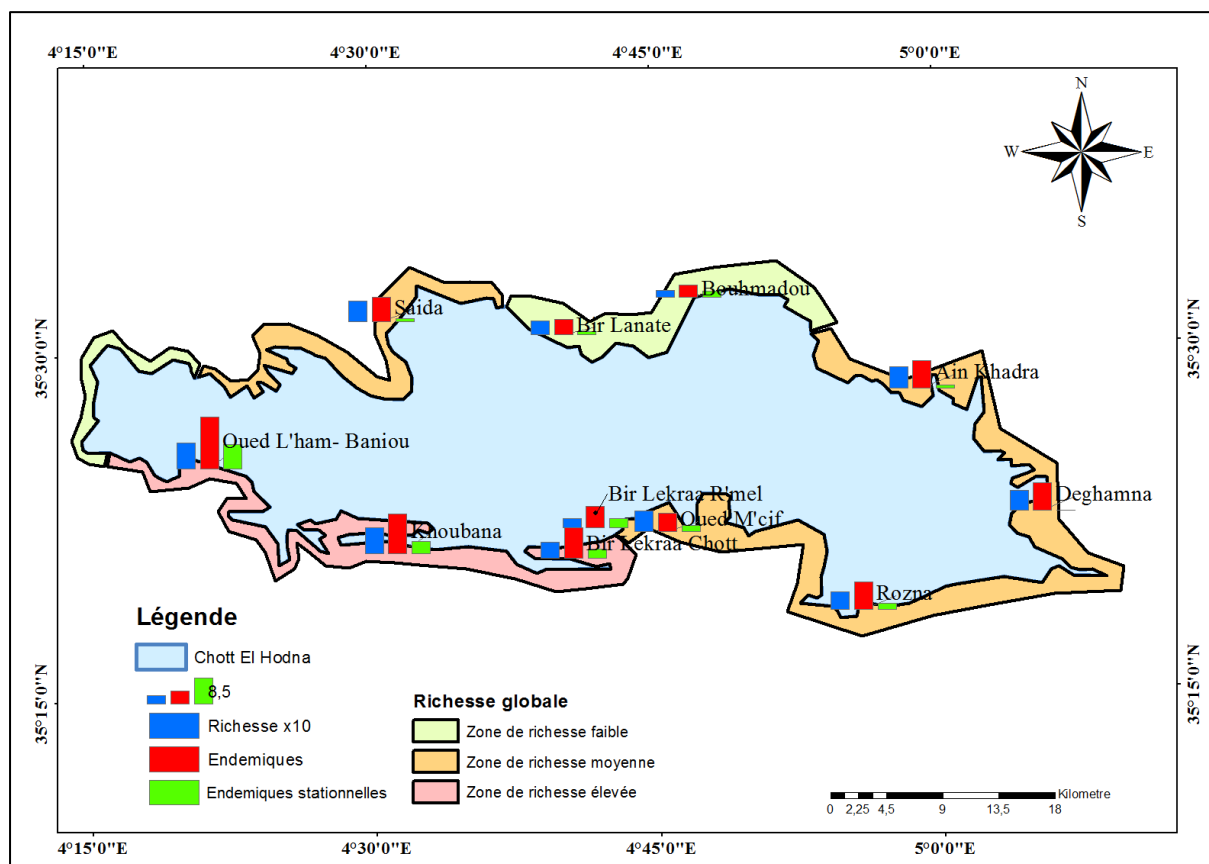 4°15'0"E 4°30'0"E 4°45'0"E 5°0'0"E
N
W E
S
35°30'0"N
35°30'0"N
Saida
Bir Lanate
Bouhmadou
Ain Khadra
Oued L'ham- Baniou
Bir Lekraa R'mel
Deghamna
Khoubana
Oued M'cif
Bir Lekraa Chott
Rozna
35°15'0"N
35°15'0"N
Légende
Chott El Hodna
8,5
Richesse x10
Endemiques
Endemiques stationnelles
Richesse globale
Zone de richesse faible
Zone de richesse moyenne
Zone de richesse élevée
Kilometre
0 2,25 4,5 9 13,5 18
4°15'0"E 4°30'0"E 4°45'0"E 5°0'0"E